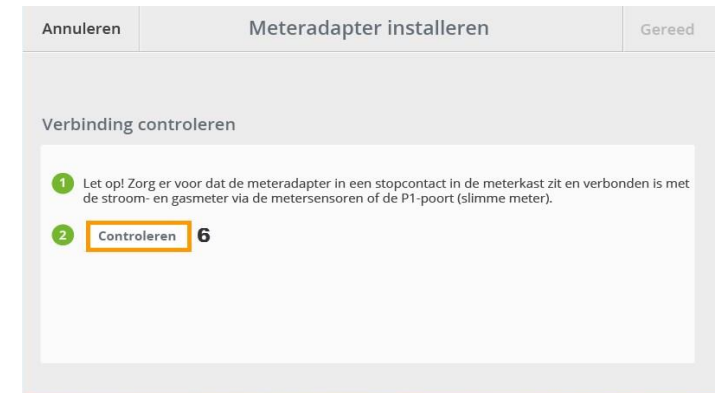 Annuleren Meteradapter installeren Gereed
Verbinding controleren
1 Let op! Zorg er voor dat de meteradapter in een stopcontact in de meterkast zit en verbonden is met
de stroom- en gasmeter via de metersensoren of de P1-poort (slimme meter).
2 Controleren 6